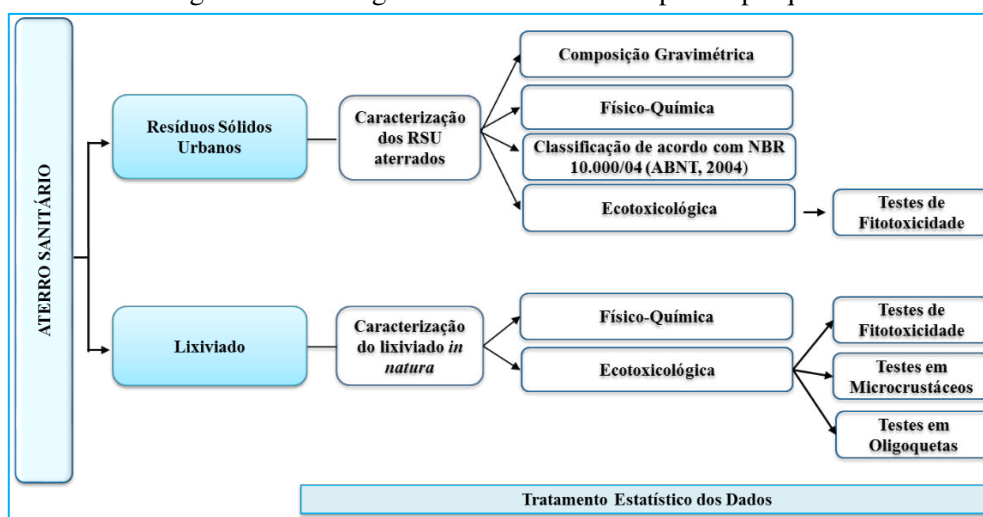 ATERRO SANITÁRIO
Resíduos Sólidos
Urbanos
Caracterização
dos RSU
aterrados
Composição Gravimétrica
Físico-Química
Classificação de acordo com NBR
10.000/04 (ABNT, 2004)
Ecotoxicológica
Testes de
Fitotoxicidade
Lixiviado
Caracterização
do lixiviado in
natura
Físico-Química
Ecotoxicológica
Testes de
Fitotoxicidade
Testes em
Microcrustáceos
Testes em
Oligoquetas
Tratamento Estatístico dos Dados